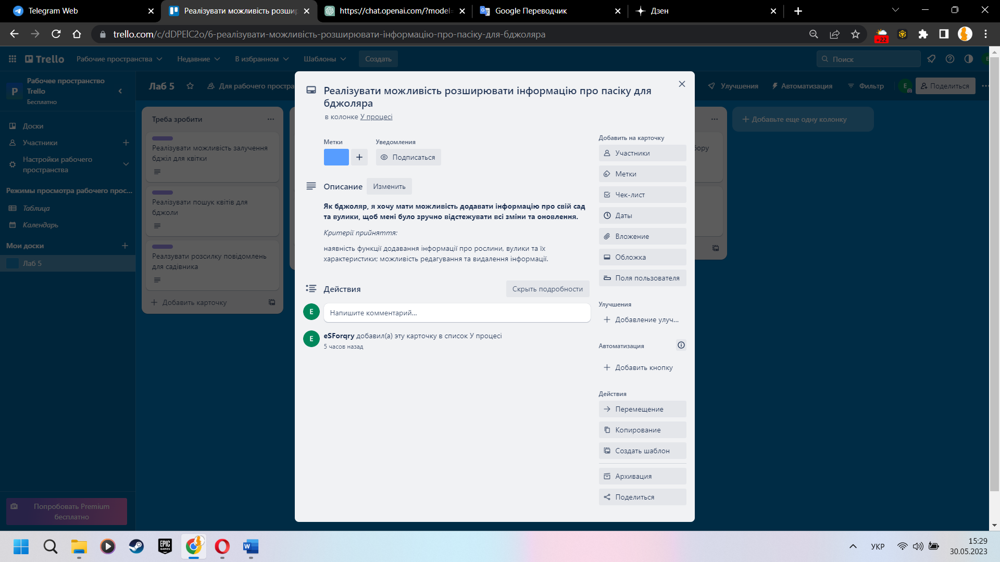 Telegram Web
Реалізувати можливість розшир
https://chat.openai.com/?model=
Google Переводчик
Дзен
trello.com/c/dDPElC2o/6-реалізувати-можливість-розширювати-інформацію-про-пасіку-для-бджоляра
+22
Trello
Рабочие пространства
Недавние
В избранном
Шаблоны
Создать
Поиск
P
Рабочее пространство
Trello
Бесплатно
Лаб 5
Для рабочего простра
Улучшения
Автоматизация
Фильтр
E
Поделиться
Доски
Участники
Настройки рабочего
пространства
Режимы просмотра рабочего прос...
Таблица
Календарь
Мои доски
Лаб 5
Попробовать Premium
бесплатно
Треба зробити
Реалізувати можливість залучення
бджіл для квітки
Реалізувати пошук квітів для
бджоли
Реалзувати розсилку повідомлень
для садівника
Добавить карточку
бору
Добавьте еще одну колонку
Реалізувати можливість розширювати інформацію про пасіку для
бджоляра
в колонке У процесі
Метки
Уведомления
Подписаться
Описание
Изменить
Як бджоляр, я хочу мати можливість додавати інформацію про свій сад
та вулики, щоб мені було зручно відстежувати всі зміни та оновлення.
Критерії прийняття:
наявність функції додавання інформації про рослини, вулики та їх
характеристики; можливість редагування та видалення інформації.
Действия
Скрыть подробности
E
Напишите комментарий...
E
eSForqry добавил(а) эту карточку в список У процесі
5 часов назад
Добавить на карточку
Участники
Метки
Чек-лист
Даты
Вложение
Обложка
Поля пользователя
Улучшения
Добавление улуч...
Автоматизация
Добавить кнопку
Действия
Перемещение
Копирование
Создать шаблон
Архивация
Поделиться
EPIC
GAMES
W
УКР
15:29
30.05.2023